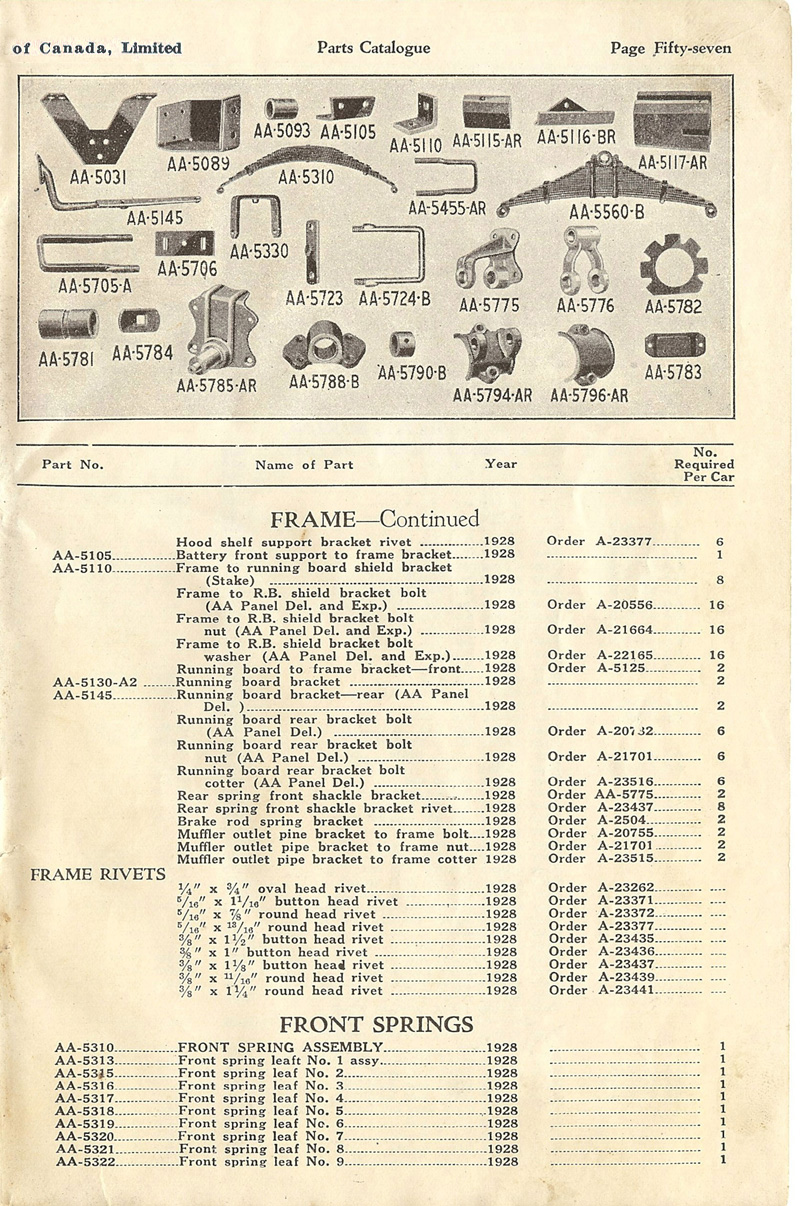 of Canada, Limited Parts Catalogue Page Fifty-seven
AA-5031 AA-5089 AA-5093 AA-5105 AA-5110 AA-5115-AR AA-5116-BR AA-5117-AR
AA-5145 AA-5310 AA-5455-AR AA-5560-B
AA-5705-A AA-5706 AA-5330 AA-5723 AA-5724-B AA-5775 AA-5776 AA-5782
AA-5781 AA-5784 AA-5785-AR AA-5788-B AA-5790-B AA-5794-AR AA-5796-AR AA-5783
Part No. Name of Part Year No. Required Per Car
FRAME—Continued
Hood shelf support bracket rivet 1928 Order A-23377 6
AA-5105 Battery front support to frame bracket 1928 1
AA-5110 Frame to running board shield bracket
(Stake) 1928 8
Frame to R.B. shield bracket bolt
(AA Panel Del. and Exp.) 1928 Order A-20556 16
Frame to R.B. shield bracket bolt
nut (AA Panel Del. and Exp.) 1928 Order A-21664 16
Frame to R.B. shield bracket bolt
washer (AA Panel Del. and Exp.) 1928 Order A-22165 16
Running board to frame bracket—front 1928 Order A-5125 2
AA-5130-A2 Running board bracket 1928 2
AA-5145 Running board bracket—rear (AA Panel
Del. ) 1928 2
Running board rear bracket bolt
(AA Panel Del.) 1928 Order 6
Running board rear bracket bolt
nut (AA Panel Del.) 1928 Order A-21701 6
Running board rear bracket bolt
cotter (AA Panel Del.) 1928 Order A-23516 6
Rear spring front shackle bracket 1928 Order AA-5775 2
Rear spring front shackle bracket rivet 1928 Order A-23437 8
Brake rod spring bracket 1928 Order A-2504 2
Muffler outlet pine bracket to frame bolt 1928 Order A-20755 2
Muffler outlet pipe bracket to frame nut 1928 Order A-21701 2
Muffler outlet pipe bracket to frame cotter 1928 Order A-23515 2
FRAME RIVETS
1/4" x 3/4" oval head rivet 1928 Order A-23262
5/16" x 1 1/16" button head rivet 1928 Order A-23371
5/16" x 7/8" round head rivet 1928 Order A-23372
5/16" x 13/16" round head rivet 1928 Order A-23377
3/8" x 1 1/2" button head rivet 1928 Order A-23435
3/8" x 1" button head rivet 1928 Order A-23436
3/8" x 1 1/8" button head rivet 1928 Order A-23437
3/8" x 11/16" round head rivet 1928 Order A-23439
3/8" x 1 1/4" round head rivet 1928 Order A-23441
FRONT SPRINGS
AA-5310 FRONT SPRING ASSEMBLY 1928 1
AA-5313 Front spring leaft No. 1 assy 1928 1
AA-5315 Front spring leaf No. 2 1928 1
AA-5316 Front spring leaf No. 3 1928 1
AA-5317 Front spring leaf No. 4 1928 1
AA-5318 Front spring leaf No. 5 1928 1
AA-5319 Front spring leaf No. 6 1928 1
AA-5320 Front spring leaf No. 7 1928 1
AA-5321 Front spring leaf No. 8 1928 1
AA-5322 Front spring leaf No. 9 1928 1